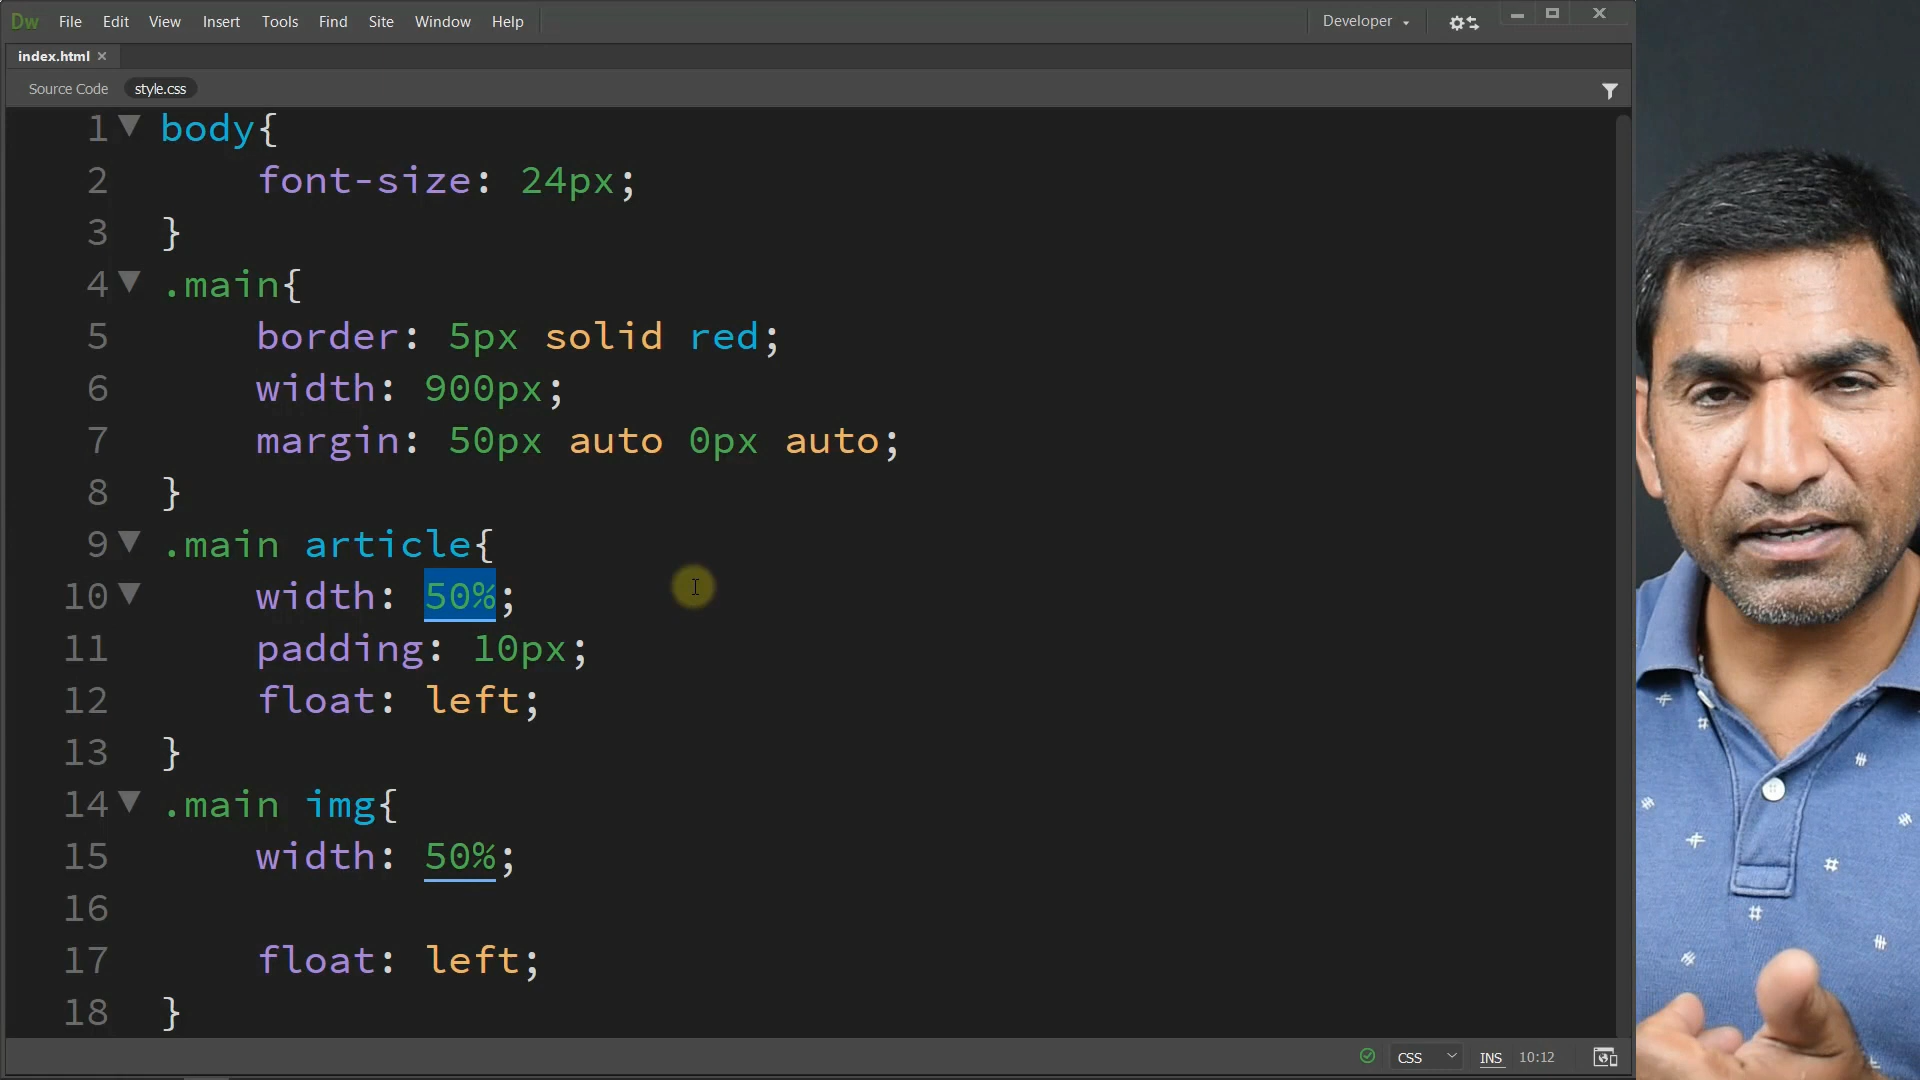 Dw File Edit View Insert Tools Find Site Window Help Developer
index.html
Source Code style.css
1 body{
2 font-size: 24px;
3 }
4 .main{
5 border: 5px solid red;
6 width: 900px;
7 margin: 50px auto 0px auto;
8 }
9 .main article{
10 width: 50%;
11 padding: 10px;
12 float: left;
13 }
14 .main img{
15 width: 50%;
16
17 float: left;
18 }
CSS INS 10:12